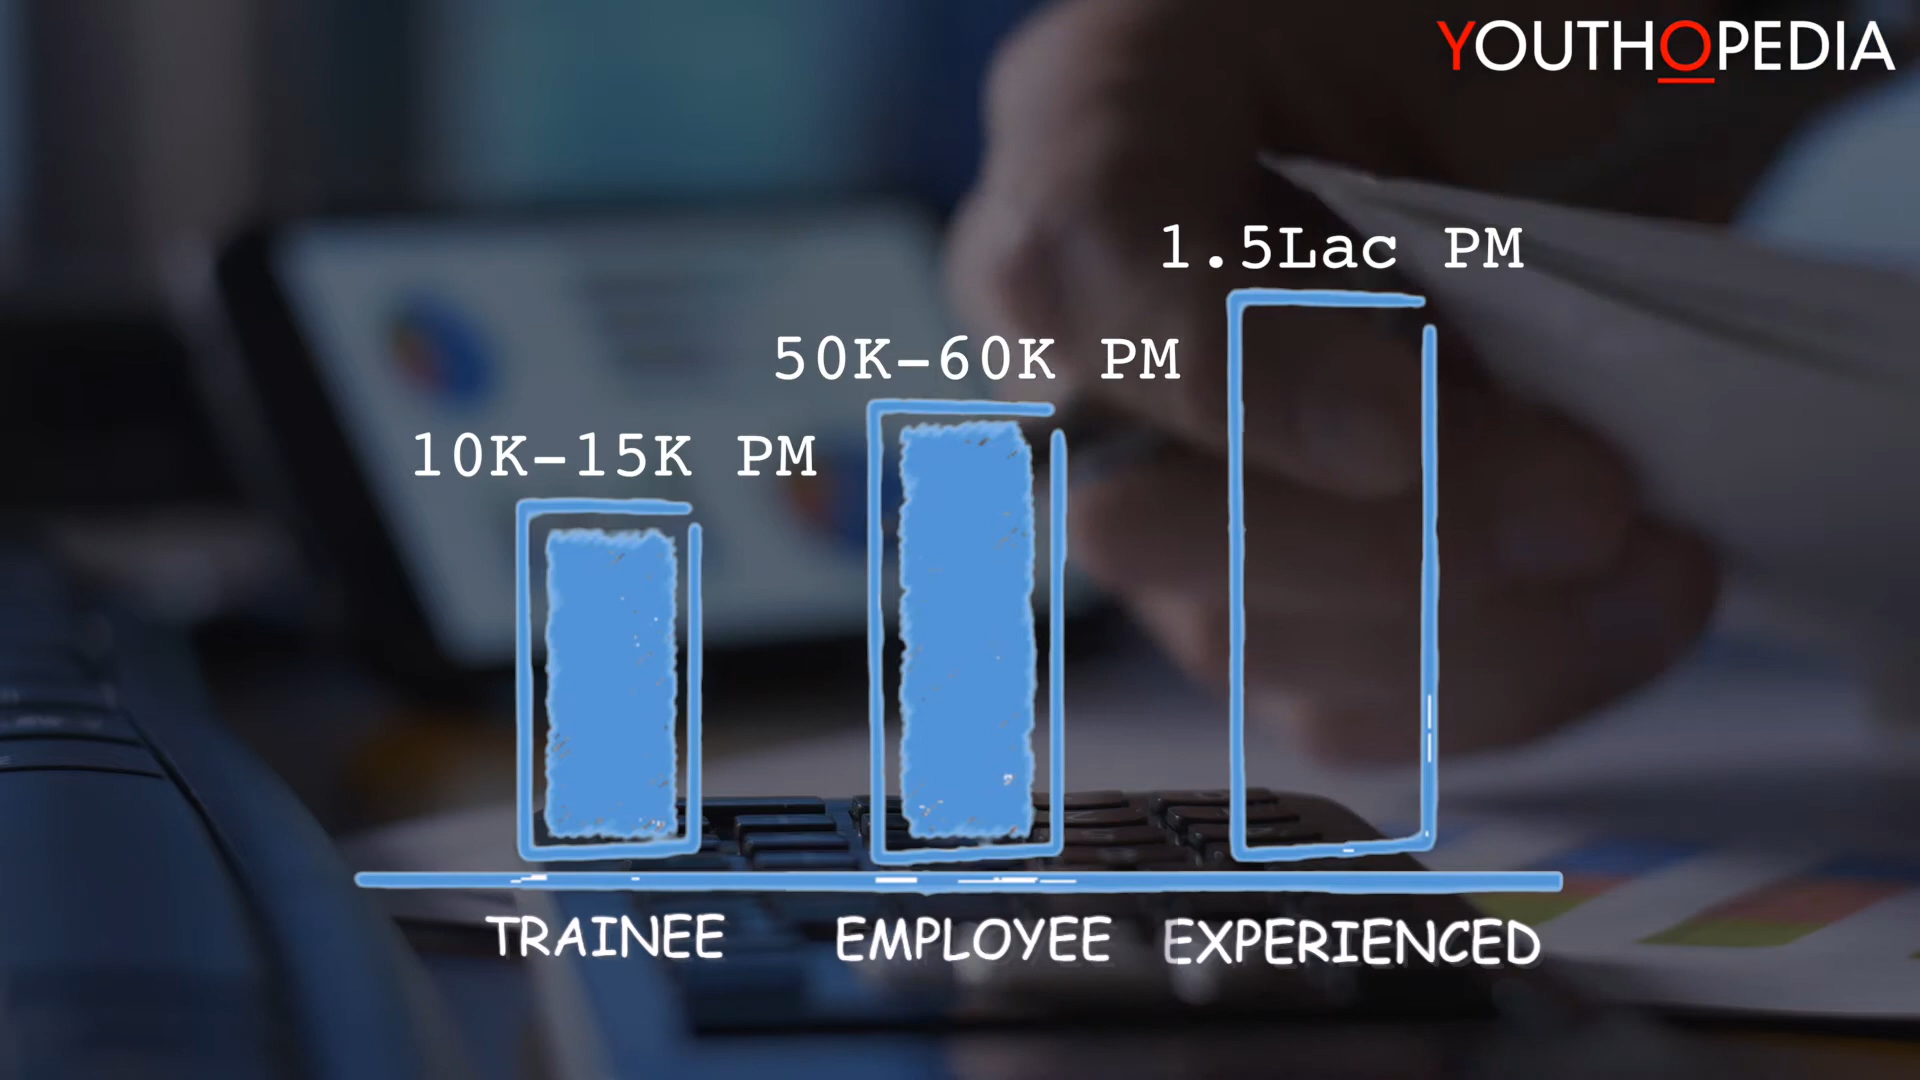 YOUTHOPEDIA
1.5Lac PM
50K-60K PM
10K-15K PM
TRAINEE
EMPLOYEE
EXPERIENCED